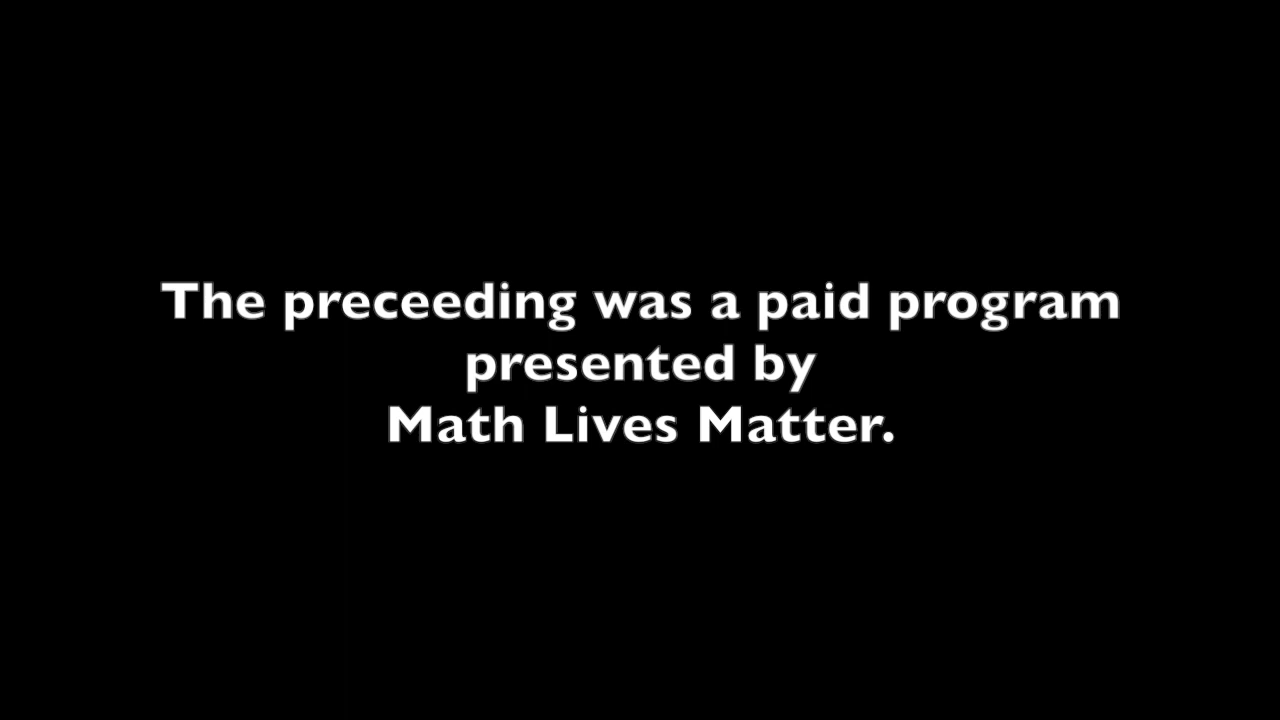 The preceeding was a paid program
presented by
Math Lives Matter.